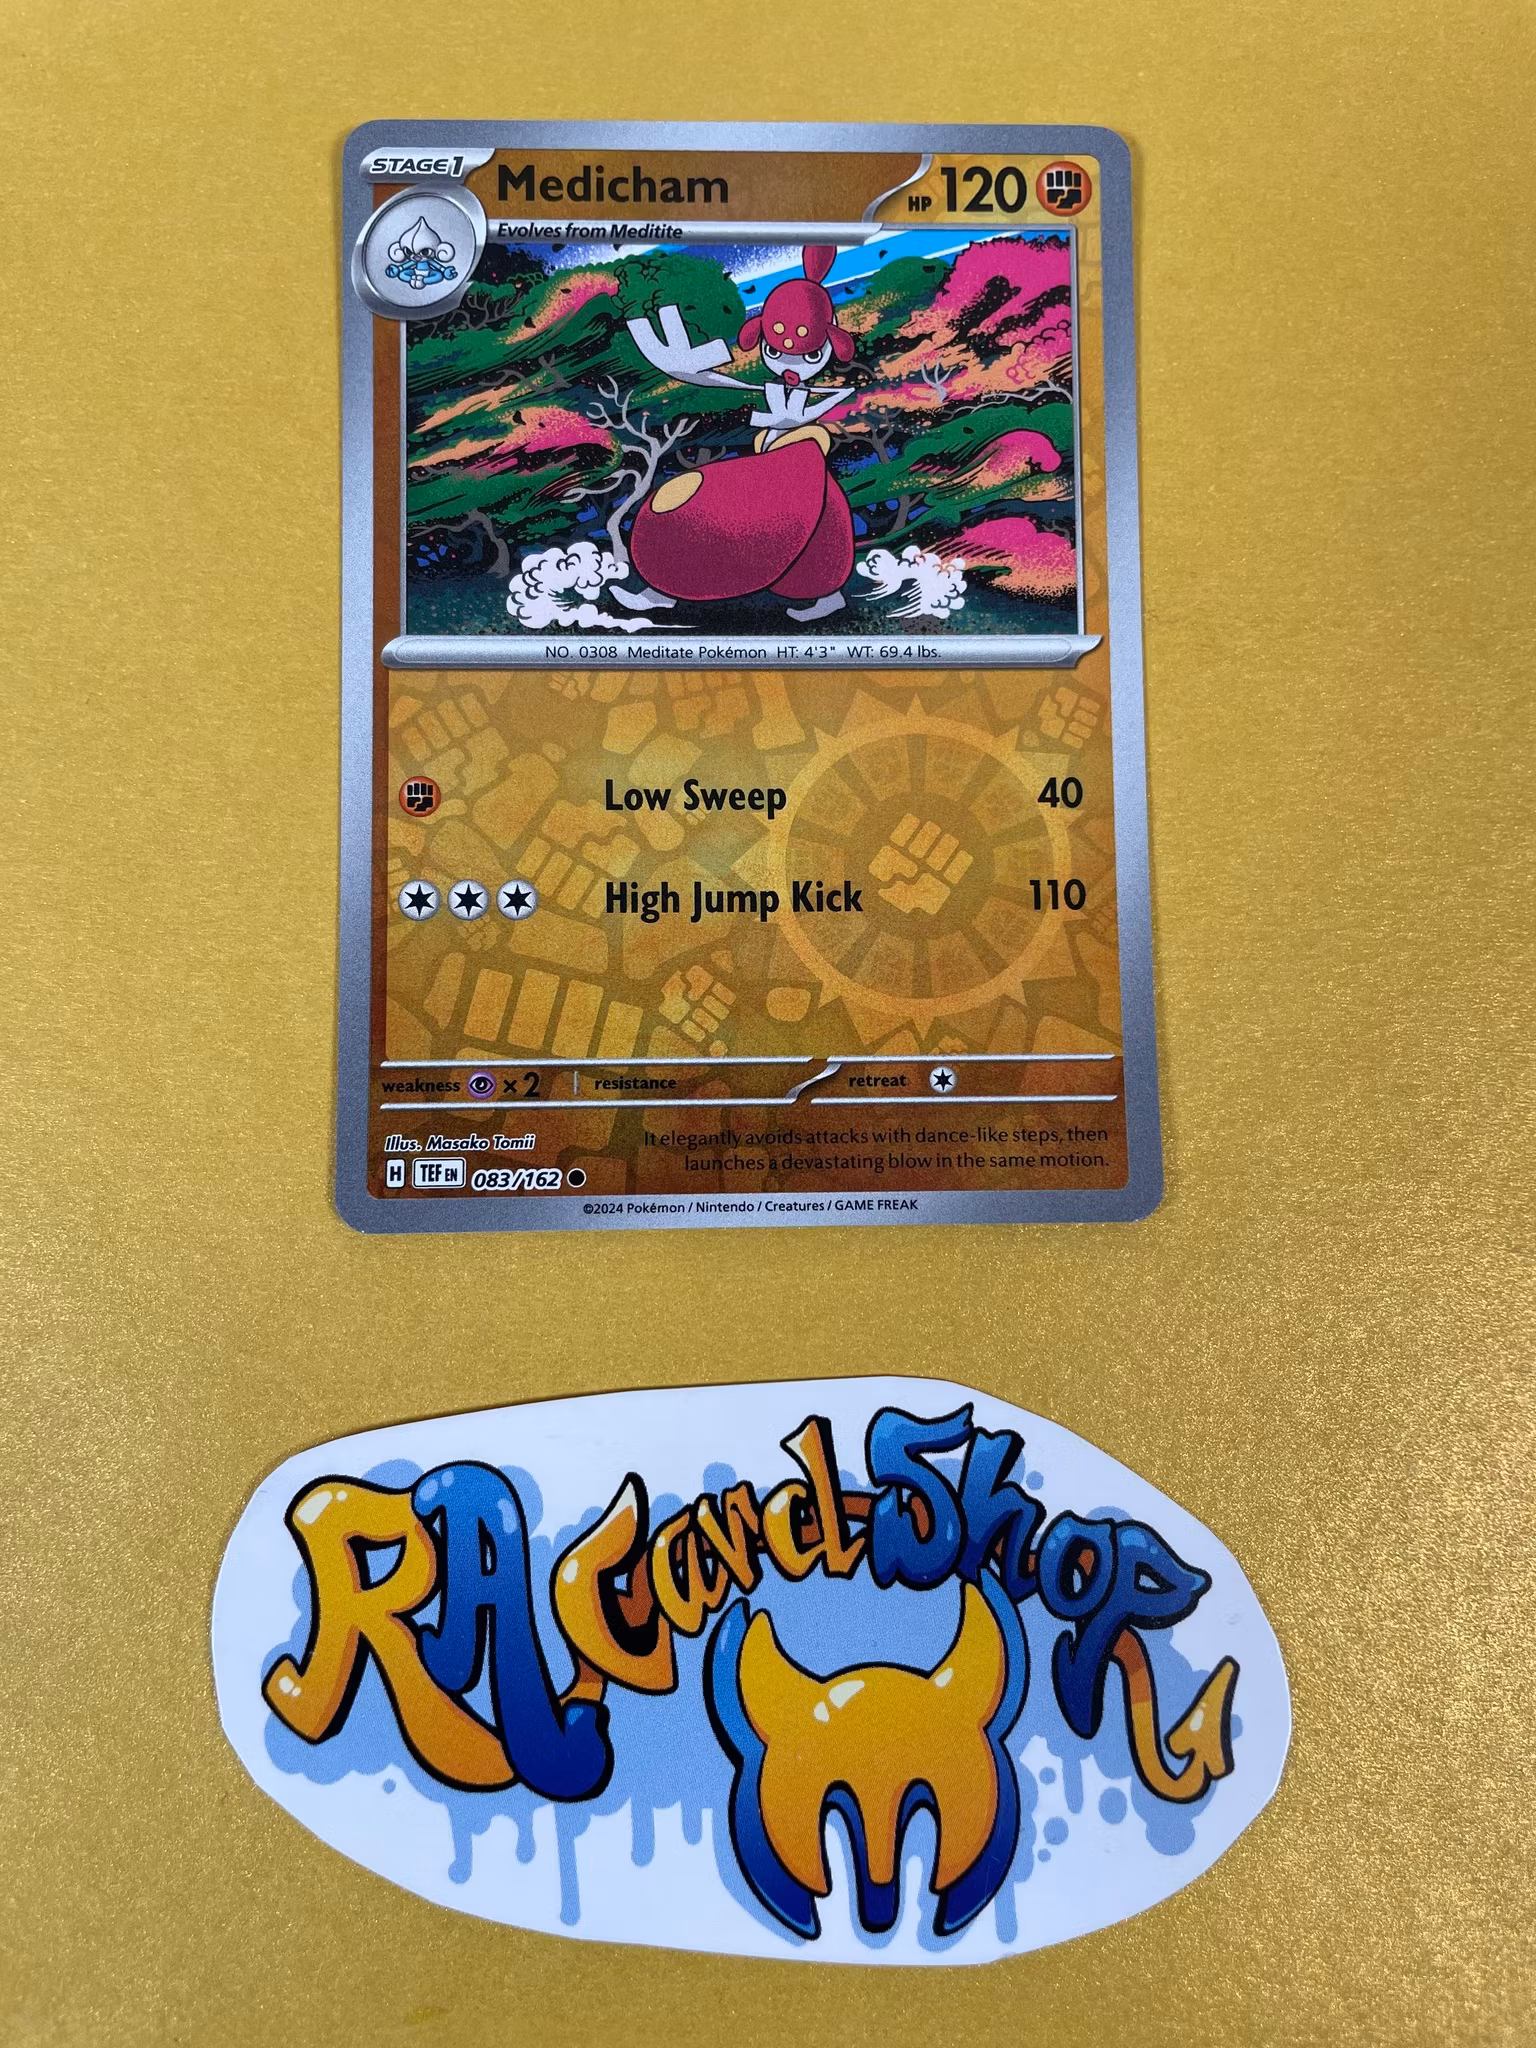 STAGE 1
Medicham
HP 120
Evolves from Meditite
NO. 0308 Meditate Pokémon HT: 4'3" WT: 69.4 lbs.
Low Sweep 40
High Jump Kick 110
weakness ×2 resistance retreat
Illus. Masako Tomii
It elegantly avoids attacks with dance-like steps, then
launches a devastating blow in the same motion.
H TEF EN 083/162
©2024 Pokémon / Nintendo / Creatures / GAME FREAK
RA Card Shop